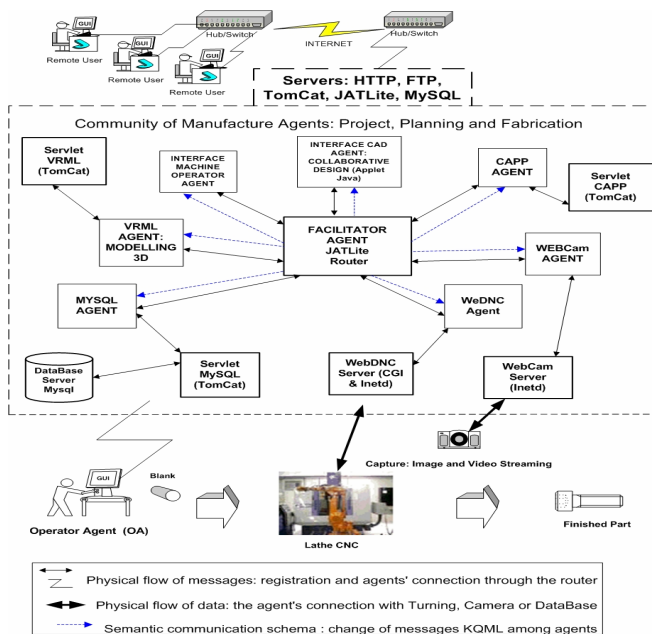 GUI
Hub/Switch
INTERNET
Hub/Switch
Remote User
GUI
Remote User
GUI
Remote User
Servers: HTTP, FTP,
TomCat, JATLite, MySQL
Community of Manufacture Agents: Project, Planning and Fabrication
Servlet
VRML
(TomCat)
INTERFACE
MACHINE
OPERATOR
AGENT
INTERFACE CAD
AGENT:
COLLABORATIVE
DESIGN (Applet
Java)
CAPP
AGENT
Servlet
CAPP
(TomCat)
VRML
AGENT:
MODELLING
3D
FACILITATOR
AGENT
JATLite
Router
WEBCam
AGENT
MYSQL
AGENT
WeDNC
Agent
DataBase
Server
Mysql
Servlet
MySQL
(TomCat)
WebDNC
Server (CGI
& Inetd)
WebCam
Server
(Inetd)
Capture: Image and Video Streaming
GUI
Blank
Operator Agent (OA)
Lathe CNC
Finished Part
Physical flow of messages: registration and agents' connection through the router
Physical flow of data: the agent's connection with Turning, Camera or DataBase
Semantic communication schema : change of messages KQML among agents